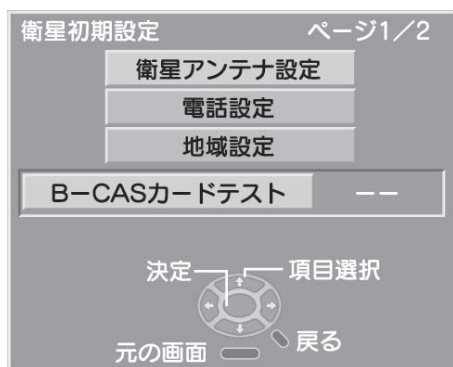 衛星初期設定 ページ1／2
衛星アンテナ設定
電話設定
地域設定
B－CASカードテスト －－
決定 項目選択
元の画面 戻る